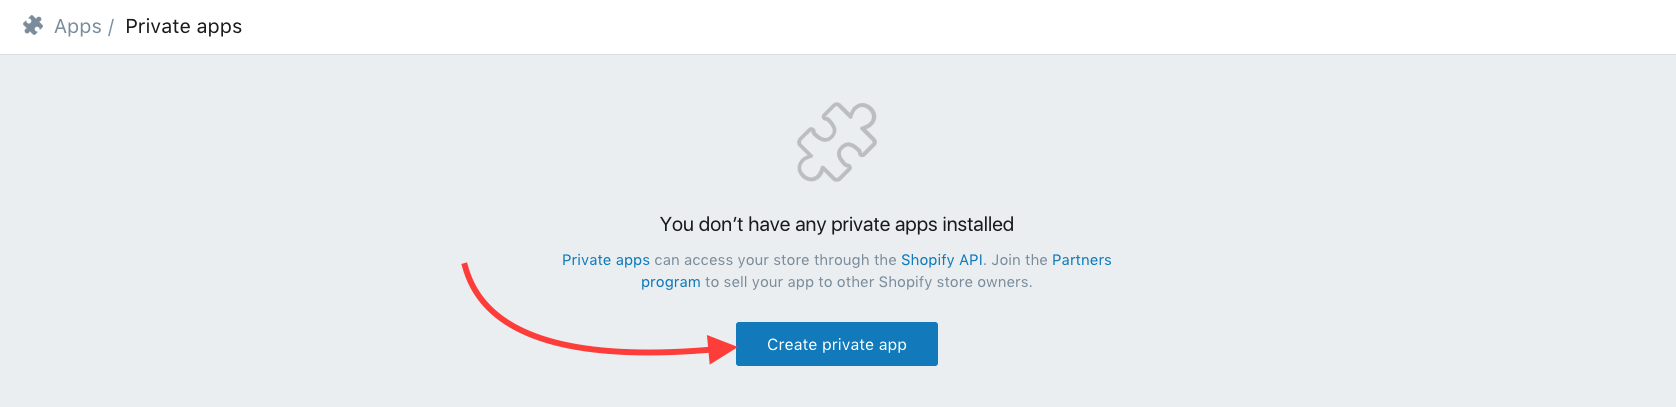 Apps / Private apps
You don’t have any private apps installed
Private apps can access your store through the Shopify API. Join the Partners
program to sell your app to other Shopify store owners.
Create private app